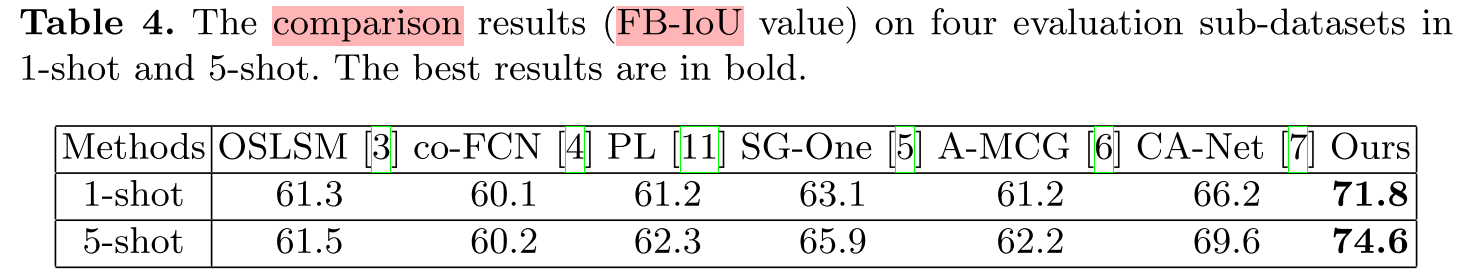 Table 4. The comparison results (FB-IoU value) on four evaluation sub-datasets in
1-shot and 5-shot. The best results are in bold.
Methods OSLSM [3] co-FCN [4] PL [11] SG-One [5] A-MCG [6] CA-Net [7] Ours
1-shot 61.3 60.1 61.2 63.1 61.2 66.2 71.8
5-shot 61.5 60.2 62.3 65.9 62.2 69.6 74.6